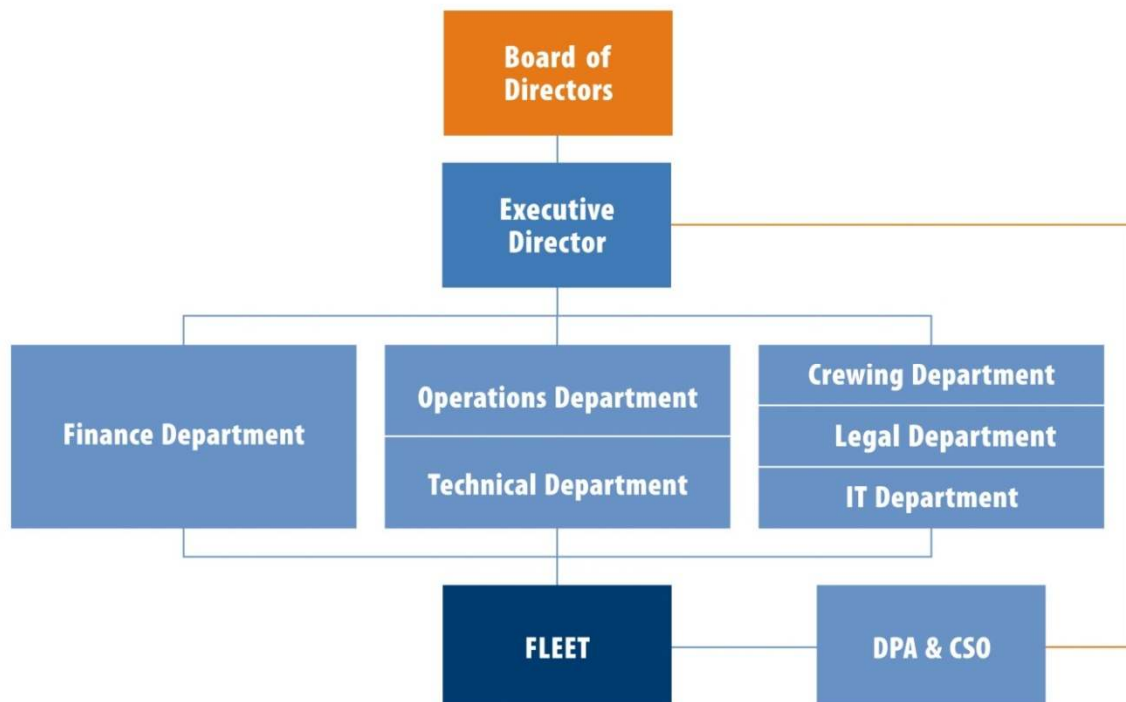 Board of
Directors
Executive
Director
Finance Department
Operations Department
Technical Department
Crewing Department
Legal Department
IT Department
FLEET
DPA & CSO